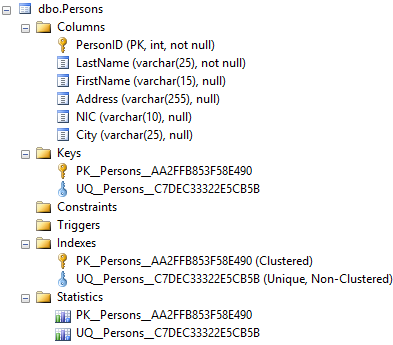 dbo.Persons
Columns
PersonID (PK, int, not null)
LastName (varchar(25), not null)
FirstName (varchar(15), null)
Address (varchar(255), null)
NIC (varchar(10), null)
City (varchar(25), null)
Keys
PK__Persons__AA2FFB853F58E490
UQ__Persons__C7DEC33322E5CB5B
Constraints
Triggers
Indexes
PK__Persons__AA2FFB853F58E490 (Clustered)
UQ__Persons__C7DEC33322E5CB5B (Unique, Non-Clustered)
Statistics
PK__Persons__AA2FFB853F58E490
UQ__Persons__C7DEC33322E5CB5B